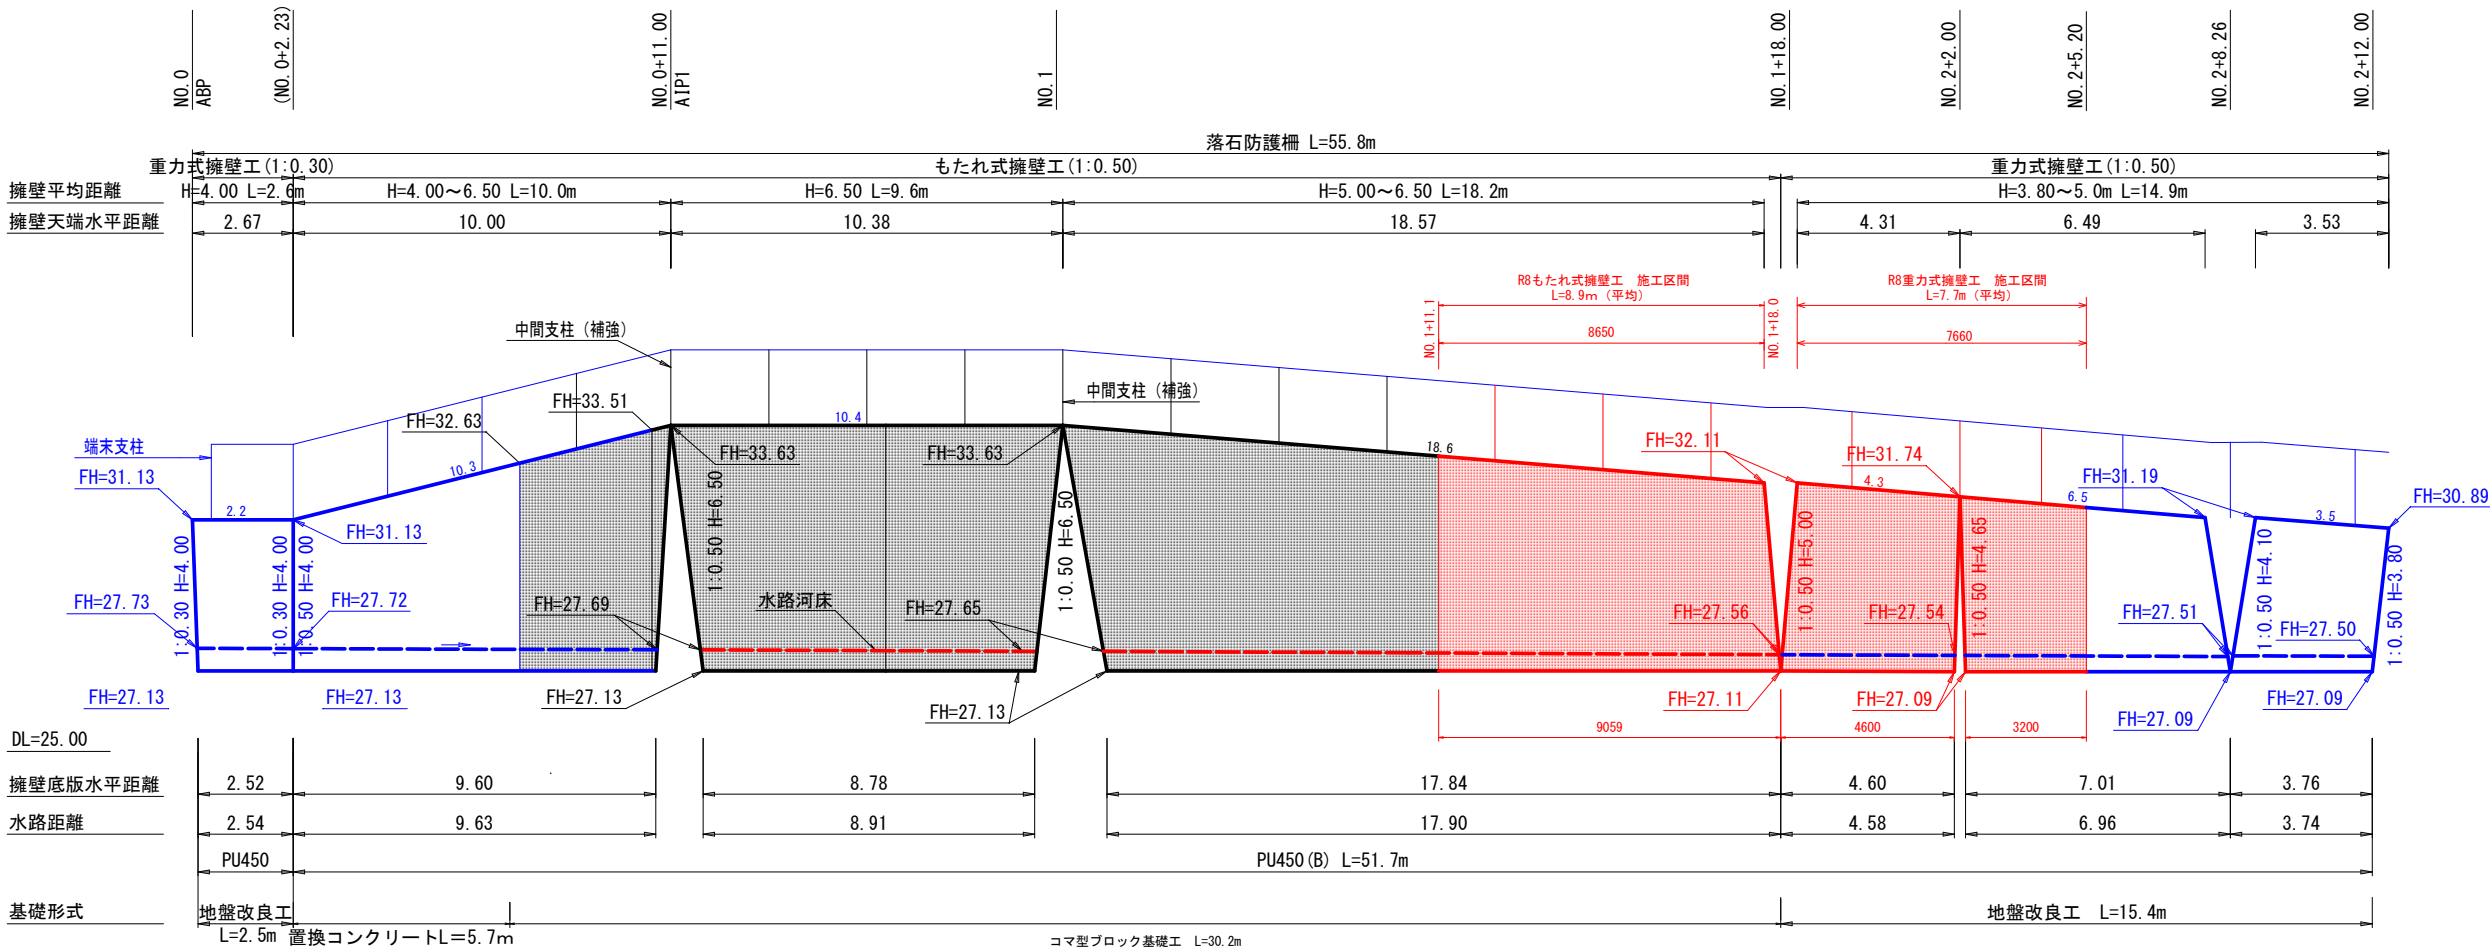 NO.0
ABP
(NO.0+2.23)
NO.0+11.00
AIP1
NO.1
NO.1+18.00
NO.2+2.00
NO.2+5.20
NO.2+8.26
NO.2+12.00
落石防護柵 L=55.8m
重力式擁壁工(1:0.30)
もたれ式擁壁工(1:0.50)
重力式擁壁工(1:0.50)
擁壁平均距離
H=4.00 L=2.6m
H=4.00～6.50 L=10.0m
H=6.50 L=9.6m
H=5.00～6.50 L=18.2m
H=3.80～5.0m L=14.9m
擁壁天端水平距離
2.67
10.00
10.38
18.57
4.31
6.49
3.53
R8もたれ式擁壁工 施工区間
L=8.9m (平均)
R8重力式擁壁工 施工区間
L=7.7m (平均)
NO.1+11.1
8650
NO.1+18.0
7660
中間支柱（補強）
中間支柱（補強）
端末支柱
FH=31.13
2.2
FH=31.13
10.3
FH=32.63
FH=33.51
FH=33.63
10.4
FH=33.63
18.6
FH=32.11
FH=31.74
4.3
6.5
FH=31.19
3.5
FH=30.89
1:0.30 H=4.00
1:0.30 H=4.00
1:0.50 H=4.00
1:0.50 H=6.50
1:0.50 H=6.50
1:0.50 H=5.00
1:0.50 H=4.65
1:0.50 H=4.10
1:0.50 H=3.80
FH=27.73
FH=27.72
FH=27.69
水路河床
FH=27.65
FH=27.56
FH=27.54
FH=27.51
FH=27.50
FH=27.13
FH=27.13
FH=27.13
FH=27.13
FH=27.11
FH=27.09
FH=27.09
FH=27.09
9059
4600
3200
DL=25.00
擁壁底版水平距離
2.52
9.60
8.78
17.84
4.60
7.01
3.76
水路距離
2.54
9.63
8.91
17.90
4.58
6.96
3.74
PU450
PU450(B) L=51.7m
基礎形式
地盤改良工
L=2.5m
置換コンクリートL=5.7m
コマ型ブロック基礎工 L=30.2m
地盤改良工 L=15.4m